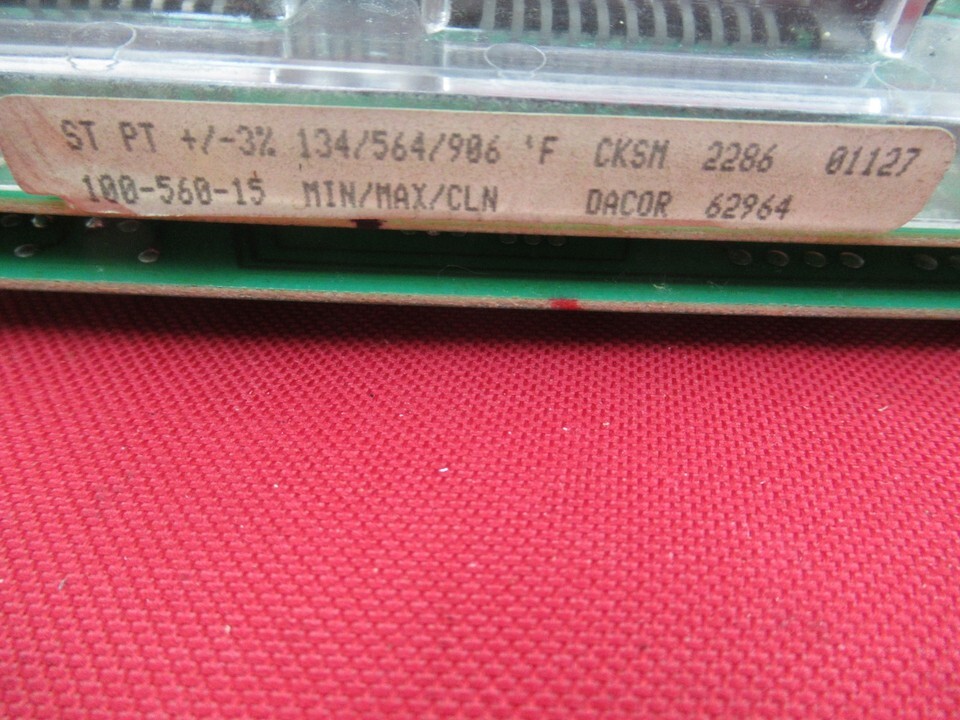 ST PT +/-3% 134/564/906 °F CKSM 2286 01127
100-560-15 MIN/MAX/CLN DACOR 62964